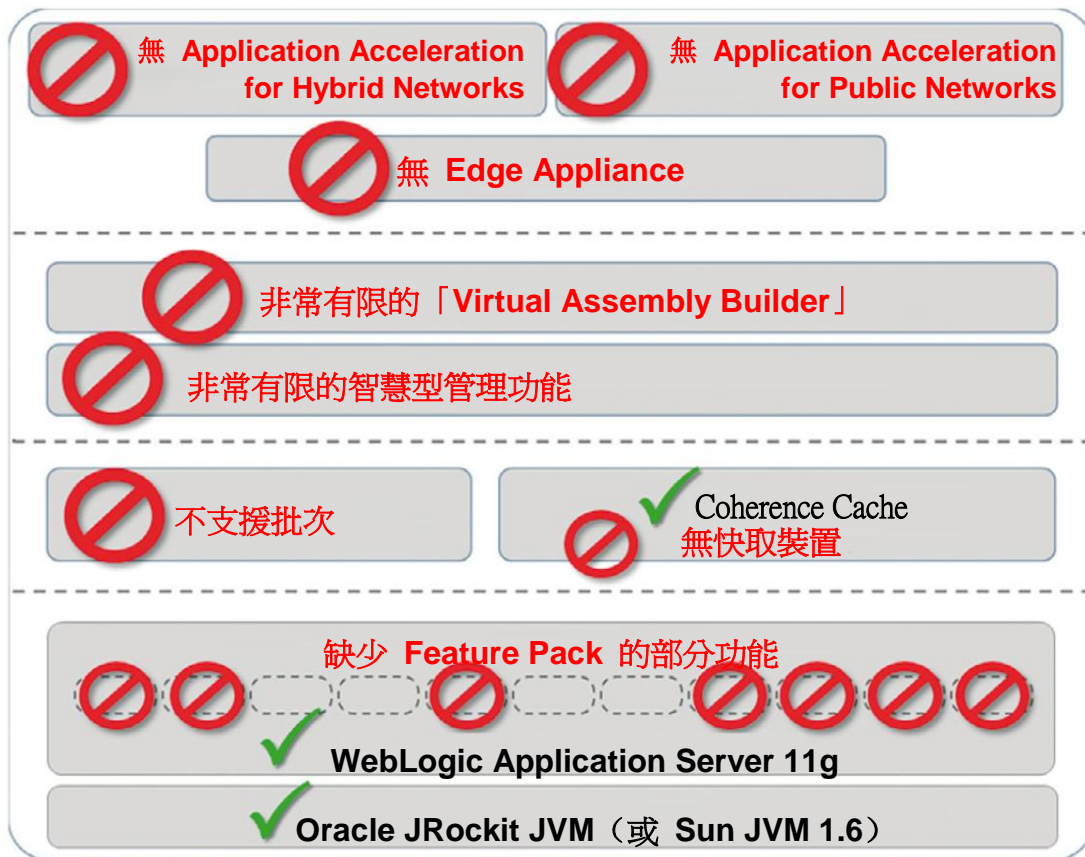 無 Application Acceleration
for Hybrid Networks
無 Application Acceleration
for Public Networks
無 Edge Appliance
非常有限的「Virtual Assembly Builder」
非常有限的智慧型管理功能
不支援批次
Coherence Cache
無快取裝置
缺少 Feature Pack 的部分功能
WebLogic Application Server 11g
Oracle JRockit JVM（或 Sun JVM 1.6）